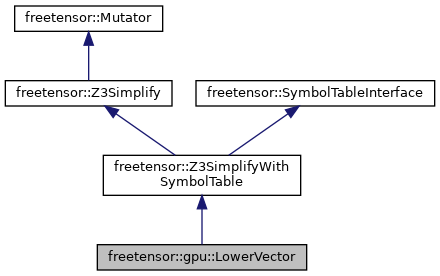 freetensor::Mutator
freetensor::Z3Simplify
freetensor::SymbolTableInterface
freetensor::Z3SimplifyWith
SymbolTable
freetensor::gpu::LowerVector